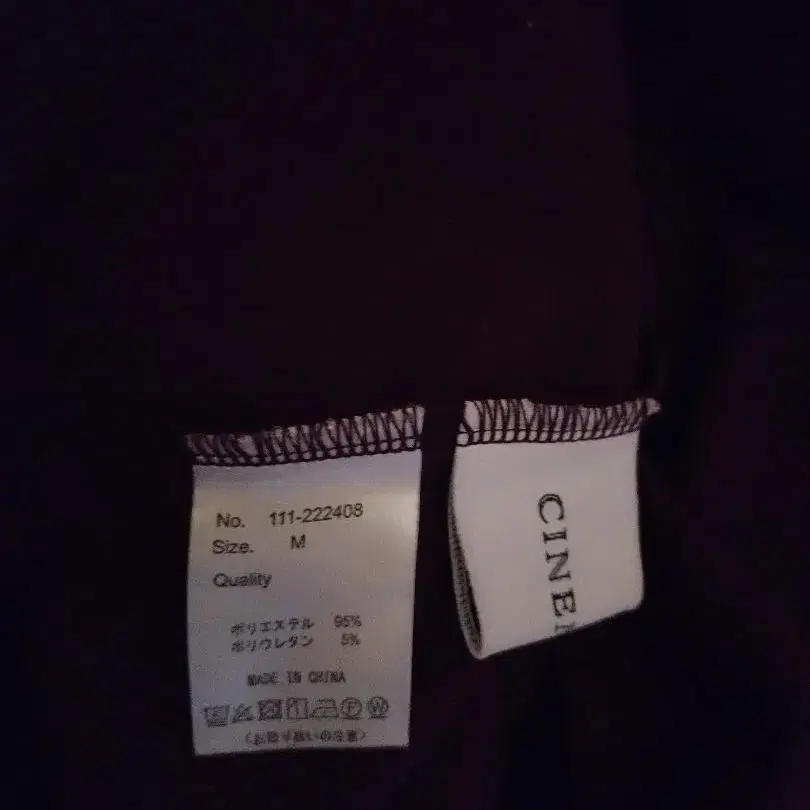 No. 111-222408
Size. M
Quality
ポリエステル 95%
ポリウレタン 5%
MADE IN CHINA
(お取り扱いの注意)
CINE